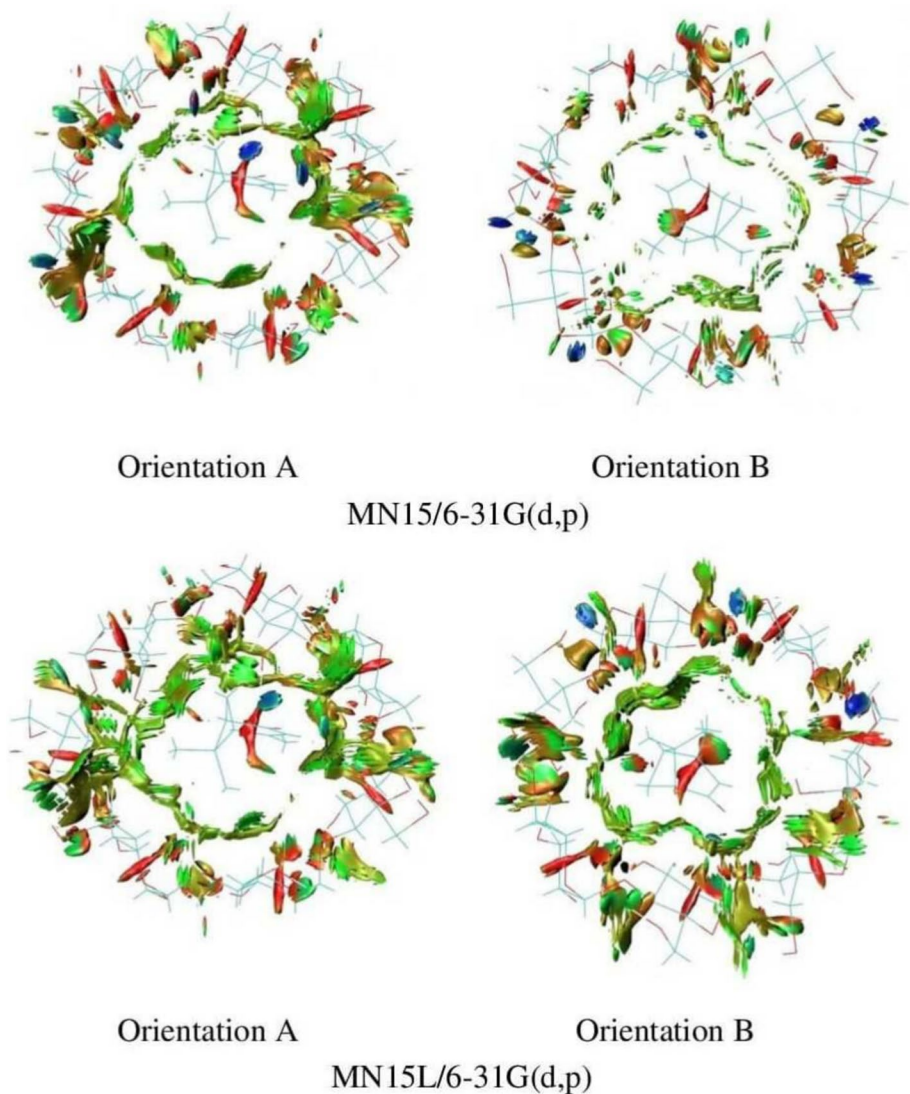 Orientation A
Orientation B
MN15/6-31G(d,p)
Orientation A
Orientation B
MN15L/6-31G(d,p)